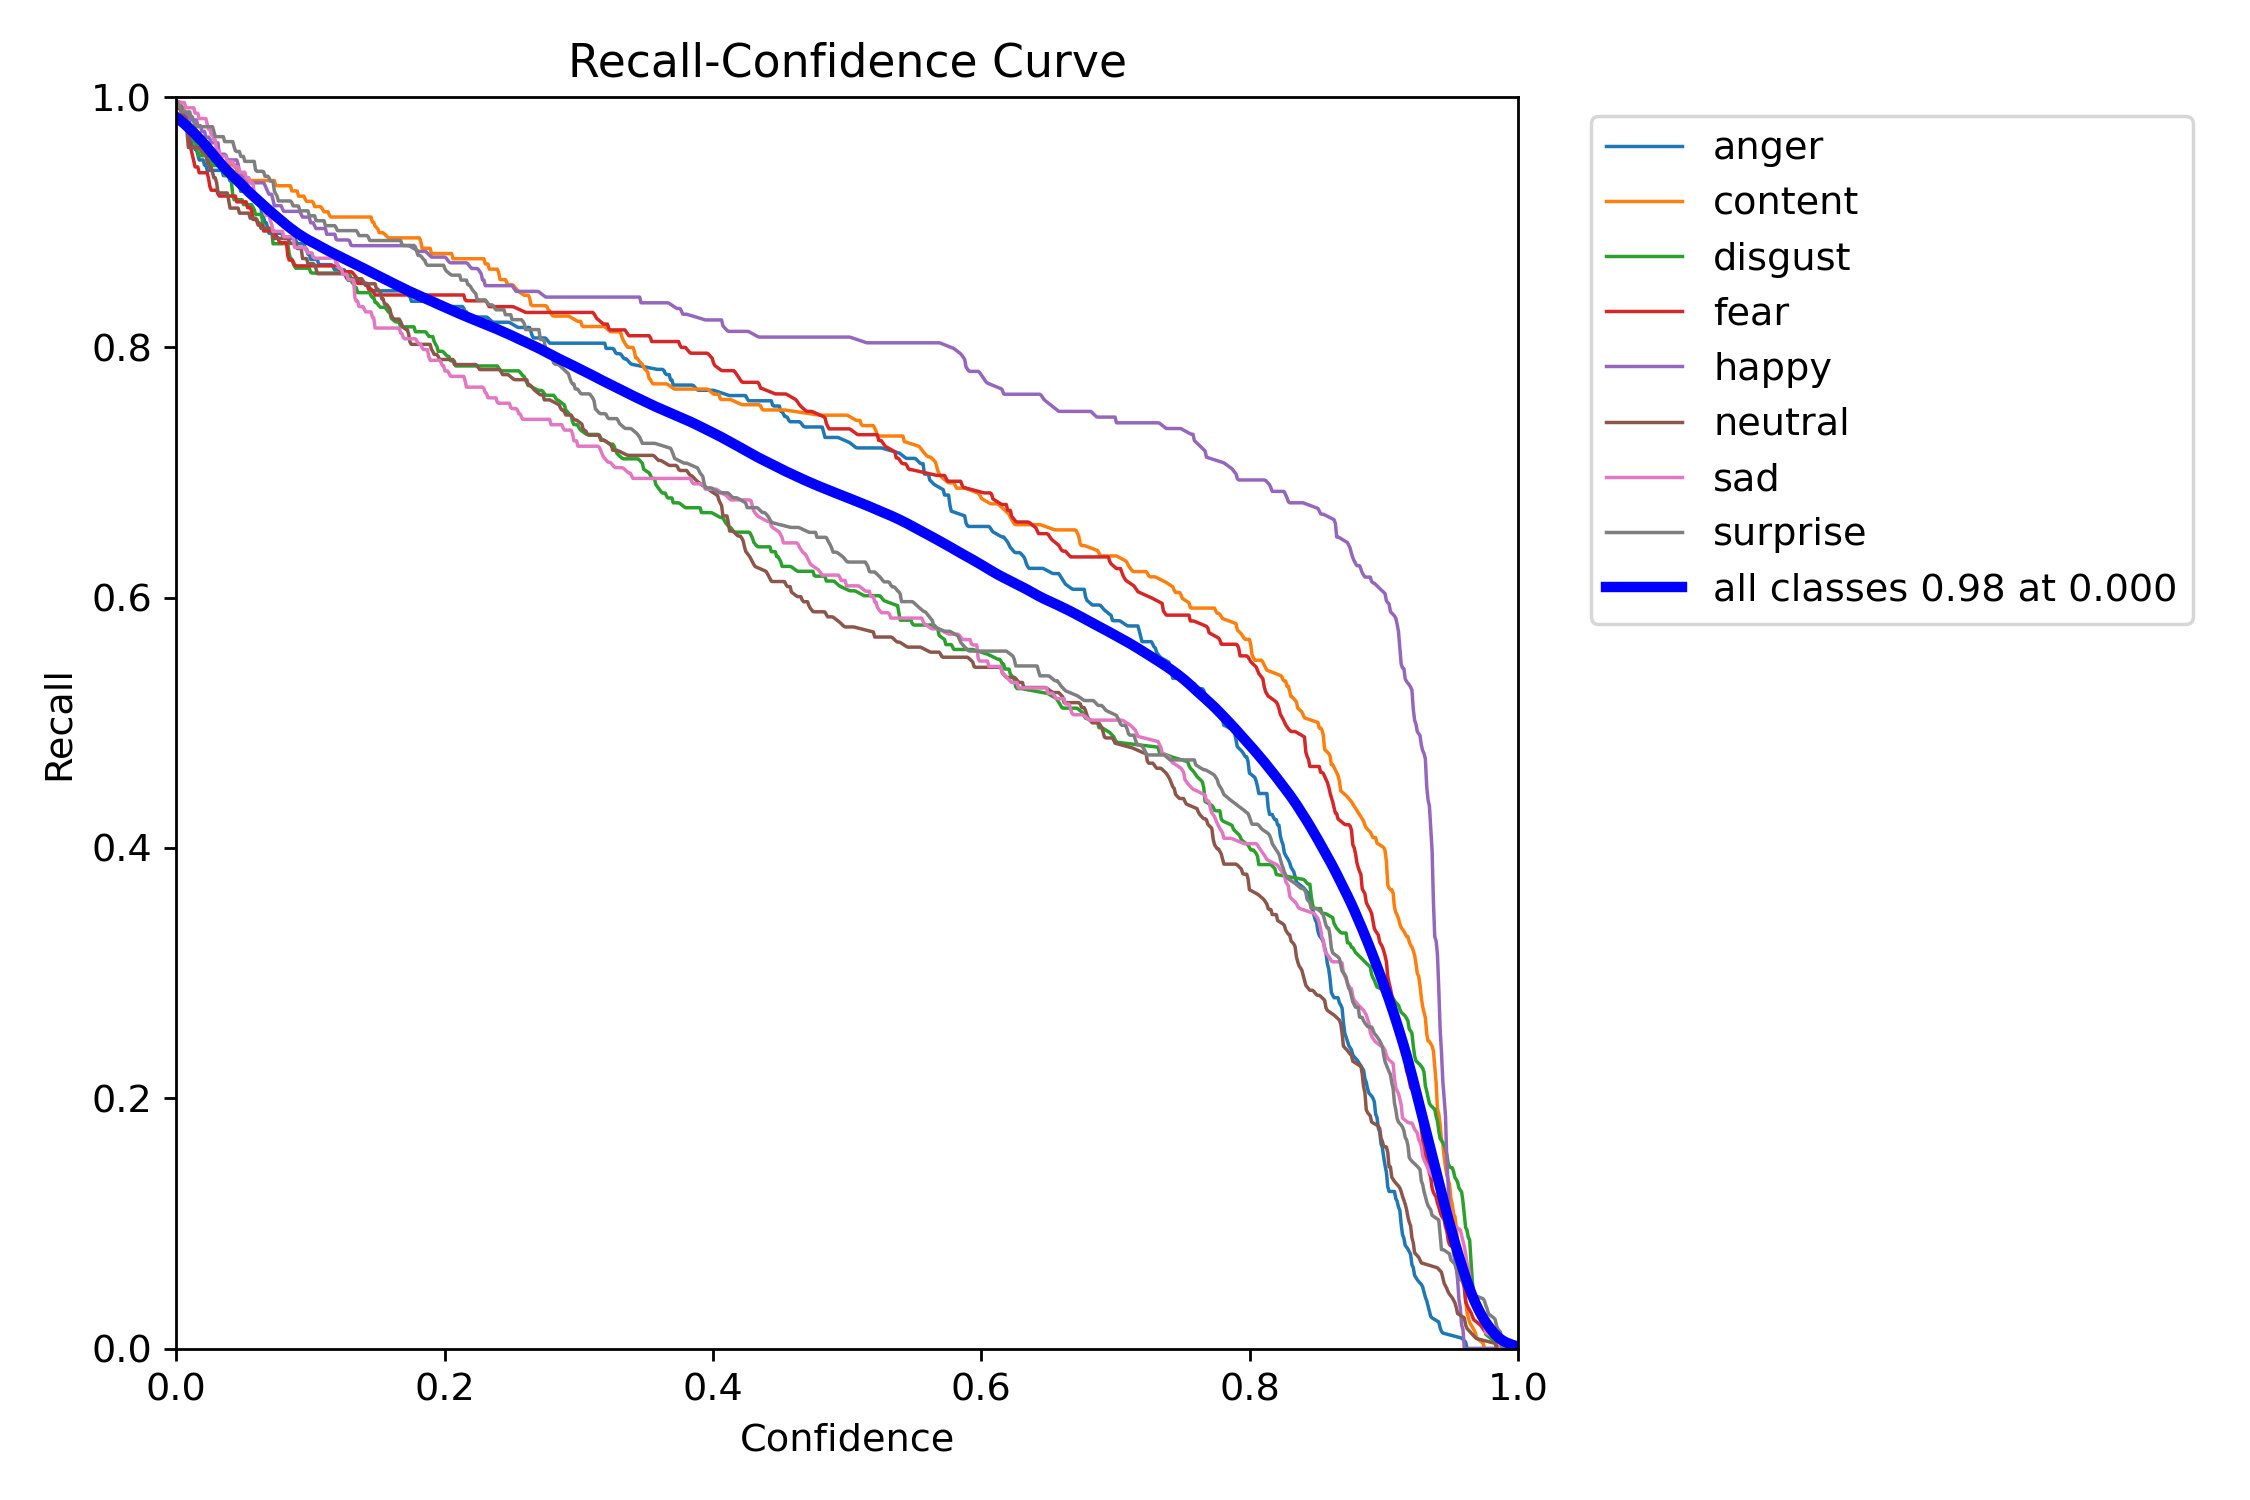 Recall-Confidence Curve
1.0
0.8
0.6
0.4
0.2
0.0
Recall
0.0 0.2 0.4 0.6 0.8 1.0
Confidence
anger
content
disgust
fear
happy
neutral
sad
surprise
all classes 0.98 at 0.000